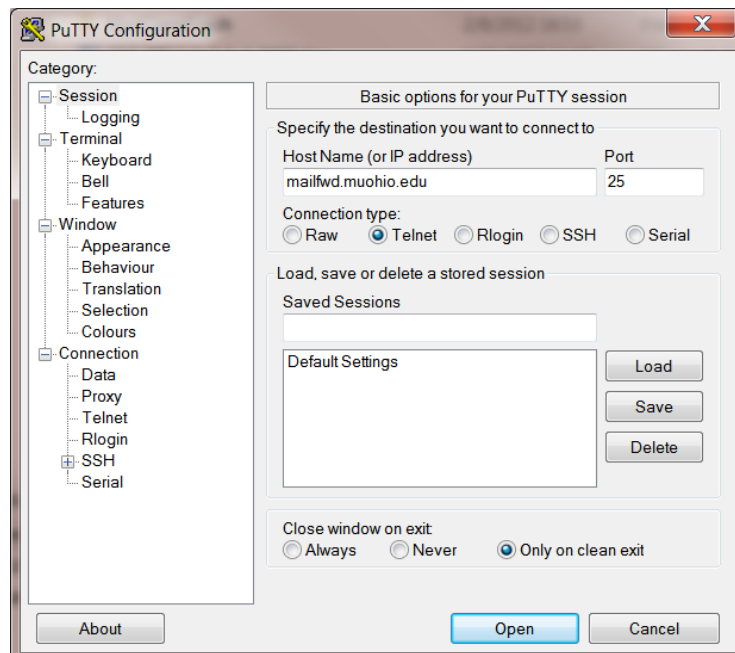 PuTTY Configuration
Category:
Session
Logging
Terminal
Keyboard
Bell
Features
Window
Appearance
Behaviour
Translation
Selection
Colours
Connection
Data
Proxy
Telnet
Rlogin
SSH
Serial
Basic options for your PuTTY session
Specify the destination you want to connect to
Host Name (or IP address) Port
mailfwd.muohio.edu 25
Connection type:
Raw Telnet Rlogin SSH Serial
Load, save or delete a stored session
Saved Sessions
Default Settings
Load
Save
Delete
Close window on exit:
Always Never Only on clean exit
About Open Cancel